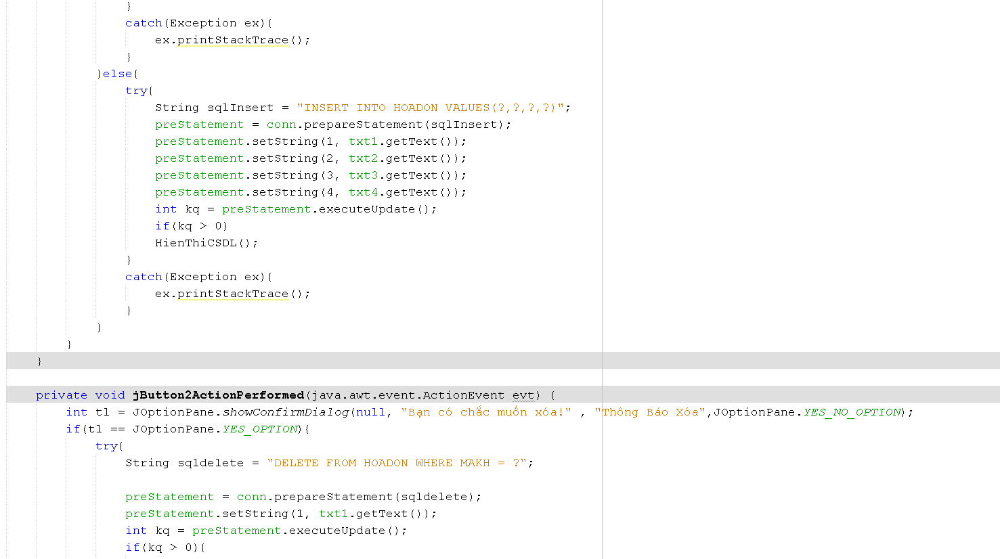 }
                catch(Exception ex){
                    ex.printStackTrace();
                }
            }else{
                try{
                    String sqlInsert = "INSERT INTO HOADON VALUES(?,?,?,?)";
                    preStatement = conn.prepareStatement(sqlInsert);
                    preStatement.setString(1, txt1.getText());
                    preStatement.setString(2, txt2.getText());
                    preStatement.setString(3, txt3.getText());
                    preStatement.setString(4, txt4.getText());
                    int kq = preStatement.executeUpdate();
                    if(kq > 0)
                    HienThiCSDL();
                }
                catch(Exception ex){
                    ex.printStackTrace();
                }
            }
        }
    }

    private void jButton2ActionPerformed(java.awt.event.ActionEvent evt) {
        int tl = JOptionPane.showConfirmDialog(null, "Bạn có chắc muốn xóa!" , "Thông Báo Xóa",JOptionPane.YES_NO_OPTION);
        if(tl == JOptionPane.YES_OPTION){
            try{
                String sqldelete = "DELETE FROM HOADON WHERE MAKH = ?";

                preStatement = conn.prepareStatement(sqldelete);
                preStatement.setString(1, txt1.getText());
                int kq = preStatement.executeUpdate();
                if(kq > 0){